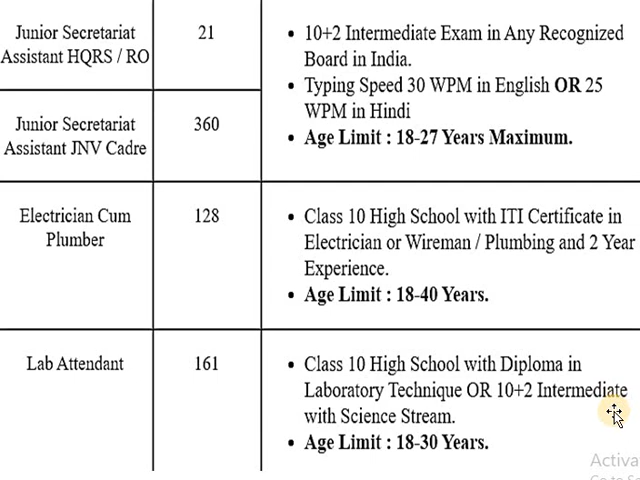 Junior Secretariat
Assistant HQRS / RO
21
• 10+2 Intermediate Exam in Any Recognized
Board in India.
• Typing Speed 30 WPM in English OR 25
WPM in Hindi
• Age Limit : 18-27 Years Maximum.
Junior Secretariat
Assistant JNV Cadre
360
Electrician Cum
Plumber
128
• Class 10 High School with ITI Certificate in
Electrician or Wireman / Plumbing and 2 Year
Experience.
• Age Limit : 18-40 Years.
Lab Attendant
161
• Class 10 High School with Diploma in
Laboratory Technique OR 10+2 Intermediate
with Science Stream.
• Age Limit : 18-30 Years.
Activa